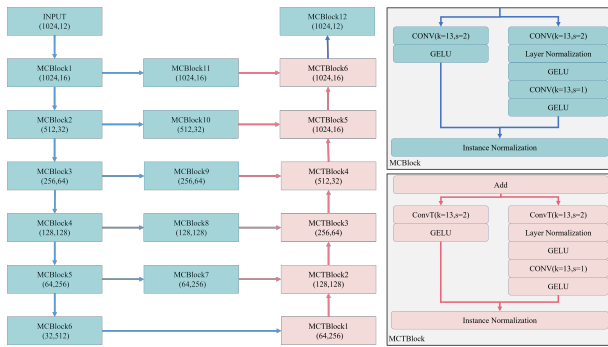 INPUT
(1024,12)
MCBlock12
(1024,12)
MCBlock1
(1024,16)
MCBlock11
(1024,16)
MCTBlock6
(1024,16)
MCBlock2
(512,32)
MCBlock10
(512,32)
MCTBlock5
(1024,16)
MCBlock3
(256,64)
MCBlock9
(256,64)
MCTBlock4
(512,32)
MCBlock4
(128,128)
MCBlock8
(128,128)
MCTBlock3
(256,64)
MCBlock5
(64,256)
MCBlock7
(64,256)
MCTBlock2
(128,128)
MCBlock6
(32,512)
MCTBlock1
(64,256)
CONV(k=13,s=2)
GELU
CONV(k=13,s=2)
Layer Normalization
GELU
CONV(k=13,s=1)
GELU
Instance Normalization
MCBlock
Add
ConvT(k=13,s=2)
GELU
ConvT(k=13,s=2)
Layer Normalization
GELU
CONV(k=13,s=1)
GELU
Instance Normalization
MCTBlock